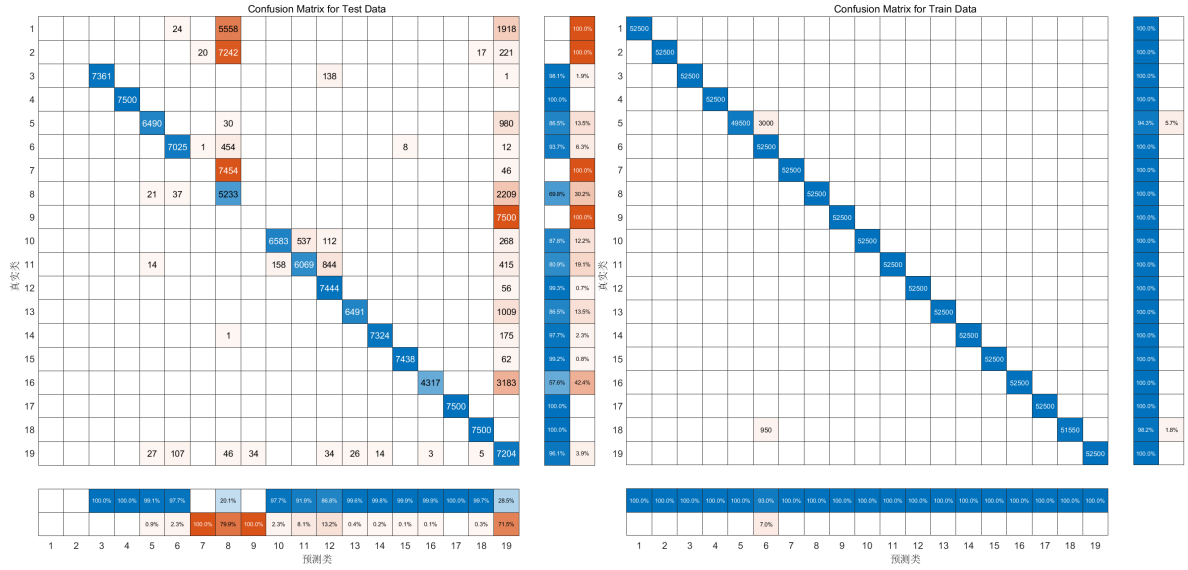 Confusion Matrix for Test Data
1 24 5558 1918 100.0%
2 20 7242 17 221 100.0%
3 7361 138 1 98.1% 1.9%
4 7500 100.0%
5 6490 30 980 86.5% 13.5%
6 7025 1 454 8 12 93.7% 6.3%
7 7454 46 100.0%
8 21 37 5233 2209 69.8% 30.2%
9 7500 100.0%
10 6583 537 112 268 87.8% 12.2%
11 14 158 6069 844 415 80.9% 19.1%
12 7444 56 99.3% 0.7%
13 6491 1009 86.5% 13.5%
14 1 7324 175 97.7% 2.3%
15 7438 62 99.2% 0.8%
16 4317 3183 57.6% 42.4%
17 7500 100.0%
18 7500 100.0%
19 27 107 46 34 34 26 14 3 5 7204 96.1% 3.9%
真实类
100.0% 100.0% 99.1% 97.7% 20.1% 97.7% 91.9% 86.8% 99.6% 99.8% 99.9% 99.9% 100.0% 99.7% 28.5%
0.9% 2.3% 100.0% 79.9% 100.0% 2.3% 8.1% 13.2% 0.4% 0.2% 0.1% 0.1% 0.3% 71.5%
1 2 3 4 5 6 7 8 9 10 11 12 13 14 15 16 17 18 19
预测类
Confusion Matrix for Train Data
1 52500 100.0%
2 52500 100.0%
3 52500 100.0%
4 52500 100.0%
5 49500 3000 94.3% 5.7%
6 52500 100.0%
7 52500 100.0%
8 52500 100.0%
9 52500 100.0%
10 52500 100.0%
11 52500 100.0%
12 52500 100.0%
13 52500 100.0%
14 52500 100.0%
15 52500 100.0%
16 52500 100.0%
17 52500 100.0%
18 950 51550 98.2% 1.8%
19 52500 100.0%
真实类
100.0% 100.0% 100.0% 100.0% 100.0% 93.0% 100.0% 100.0% 100.0% 100.0% 100.0% 100.0% 100.0% 100.0% 100.0% 100.0% 100.0% 100.0% 100.0%
7.0%
1 2 3 4 5 6 7 8 9 10 11 12 13 14 15 16 17 18 19
预测类